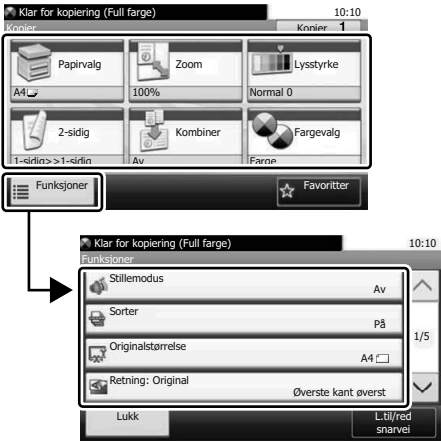 Klar for kopiering (Full farge) 10:10
Kopier Kopier 1
Papirvalg Zoom Lysstyrke
A4 100% Normal 0
2-sidig Kombiner Fargevalg
1-sidig>>1-sidig Av Farge
Funksjoner Favoritter
Klar for kopiering (Full farge) 10:10
Funksjoner
Stillemodus
Av
Sorter
På
1/5
Originalstørrelse
A4
Retning: Original
Øverste kant øverst
Lukk L.til/red
snarvei